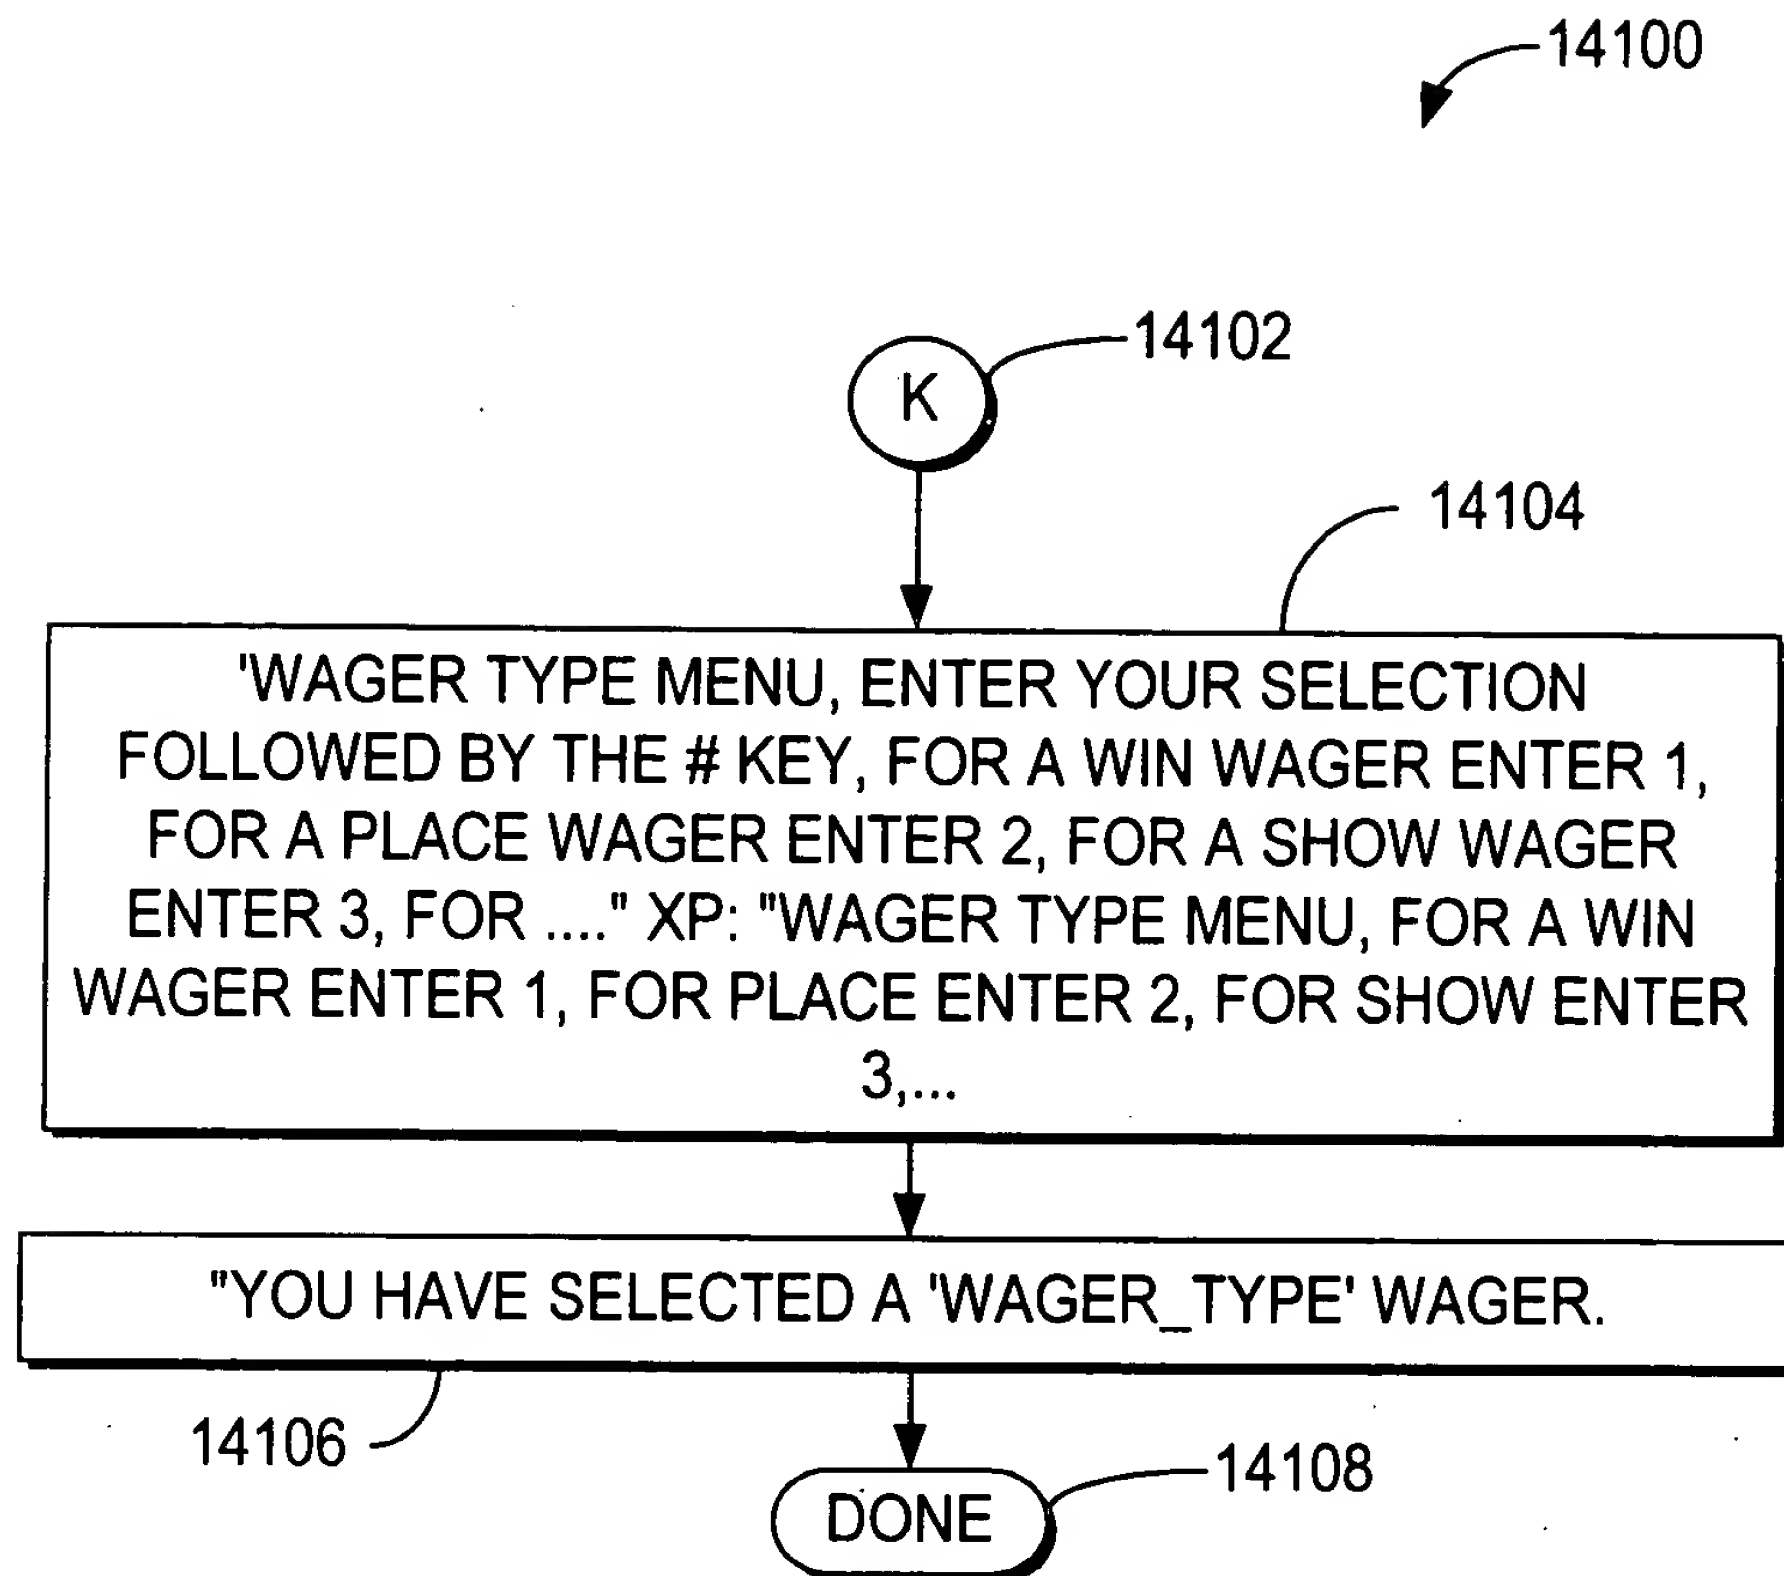 14100
14102
K
14104
'WAGER TYPE MENU, ENTER YOUR SELECTION
FOLLOWED BY THE # KEY, FOR A WIN WAGER ENTER 1,
FOR A PLACE WAGER ENTER 2, FOR A SHOW WAGER
ENTER 3, FOR ...." XP: "WAGER TYPE MENU, FOR A WIN
WAGER ENTER 1, FOR PLACE ENTER 2, FOR SHOW ENTER
3,...
"YOU HAVE SELECTED A 'WAGER_TYPE' WAGER.
14106
14108
DONE